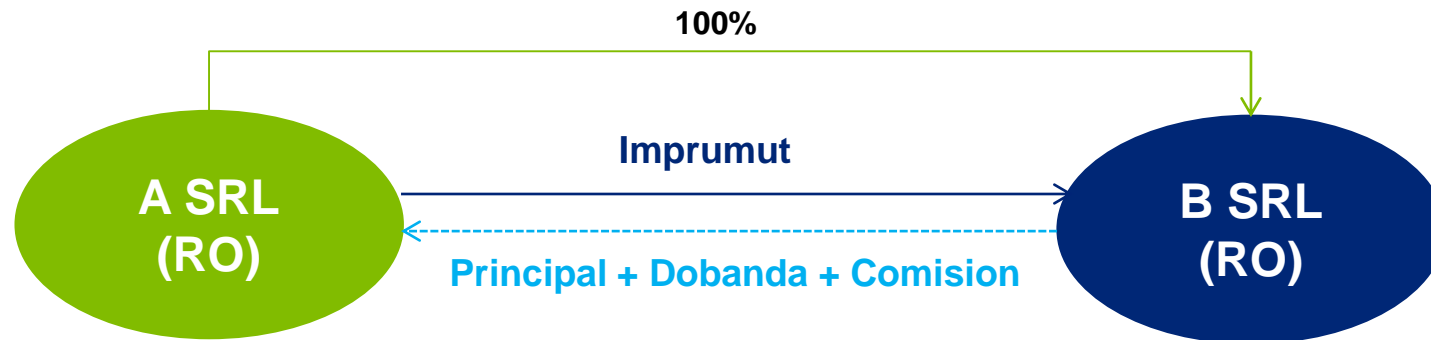 100%
Imprumut
A SRL
(RO)
B SRL
(RO)
Principal + Dobanda + Comision